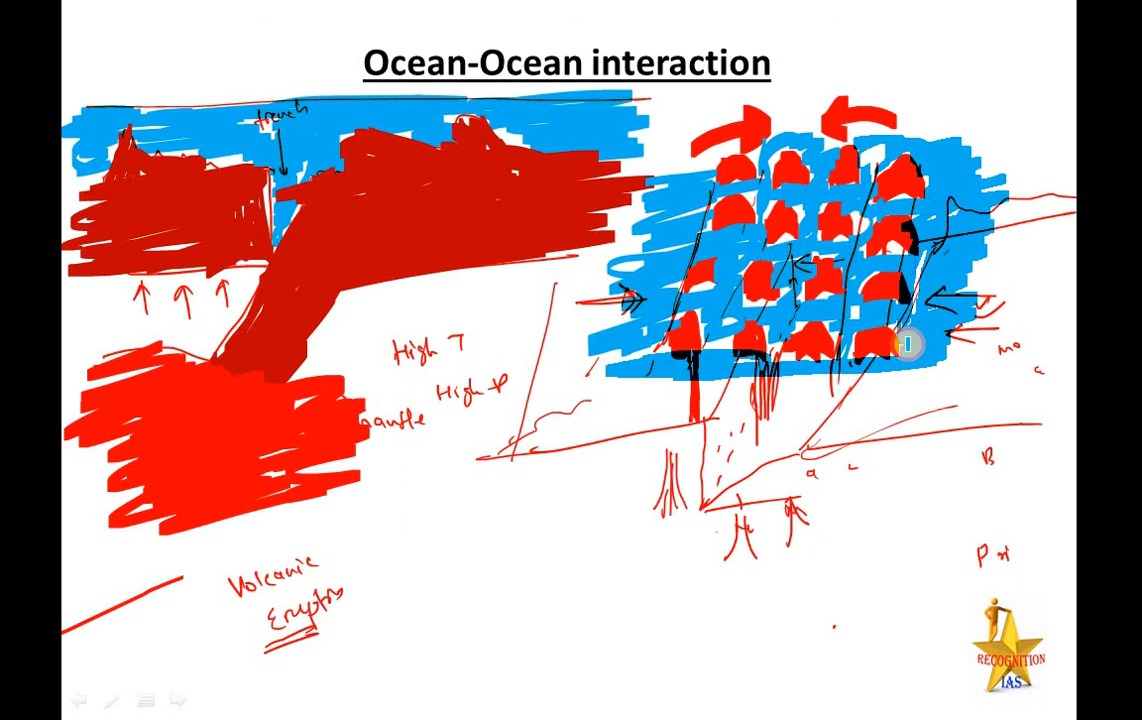 Ocean-Ocean interaction
trench
High T
High P
mantle
Volcanic
Eruption
B
RECOGNITION
IAS